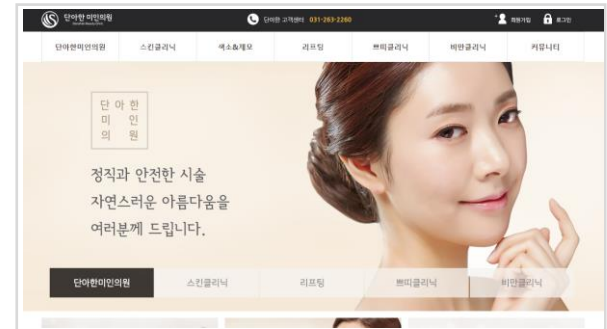 단아한 미인의원
단아한 고객센터 031-263-2260
회원가입 로그인
단아한미인의원 스킨클리닉 색소&제모 리프팅 쁘띠클리닉 비만클리닉 커뮤니티
단 아 한
미 인
의 원
정직과 안전한 시술
자연스러운 아름다움을
여러분께 드립니다.
단아한미인의원 스킨클리닉 리프팅 쁘띠클리닉 비만클리닉